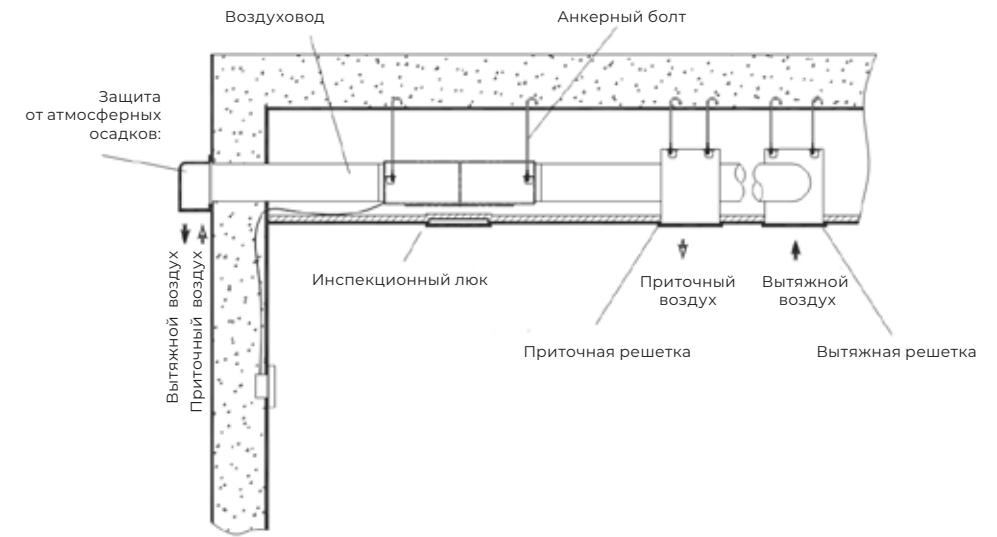 Воздуховод
Анкерный болт
Защита
от атмосферных
осадков:
Вытяжной воздух
Приточный воздух
Инспекционный люк
Приточный
воздух
Вытяжной
воздух
Приточная решетка
Вытяжная решетка